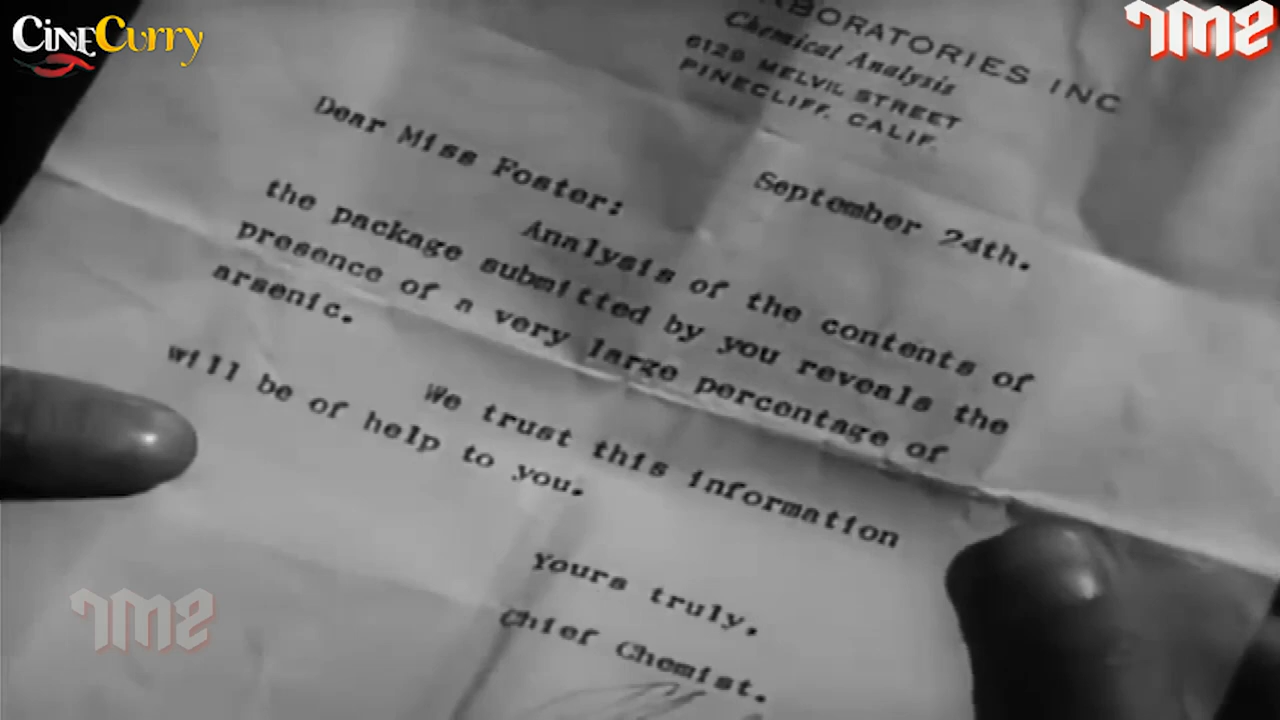 CineCurry
LABORATORIES INC
Chemical Analysis
6129 MELVIL STREET
PINECLIFF, CALIF.
September 24th.
Dear Miss Foster:
Analysis of the contents of
the package submitted by you reveals the
presence of a very large percentage of
arsenic.
We trust this information
will be of help to you.
Yours truly,
Chief Chemist.